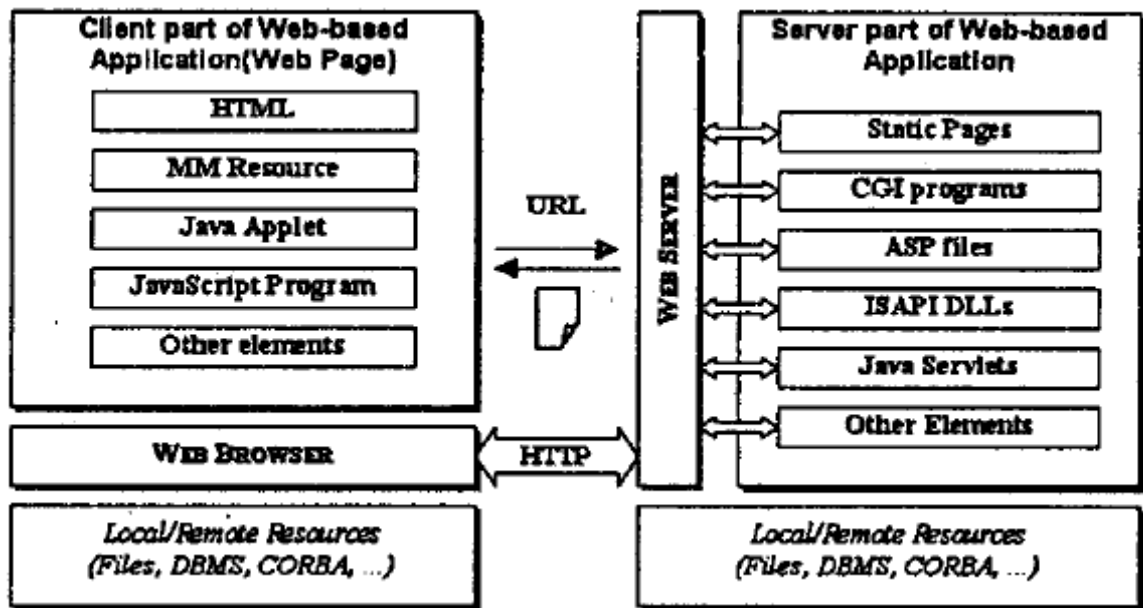 Client part of Web-based
Application(Web Page)
HTML
MM Resource
Java Applet
JavaScript Program
Other elements
WEB BROWSER
Local/Remote Resources
(Files, DBMS, CORBA, ...)
URL
HTTP
WEB SERVER
Server part of Web-based
Application
Static Pages
CGI programs
ASP files
ISAPI DLLs
Java Servlets
Other Elements
Local/Remote Resources
(Files, DBMS, CORBA, ...)